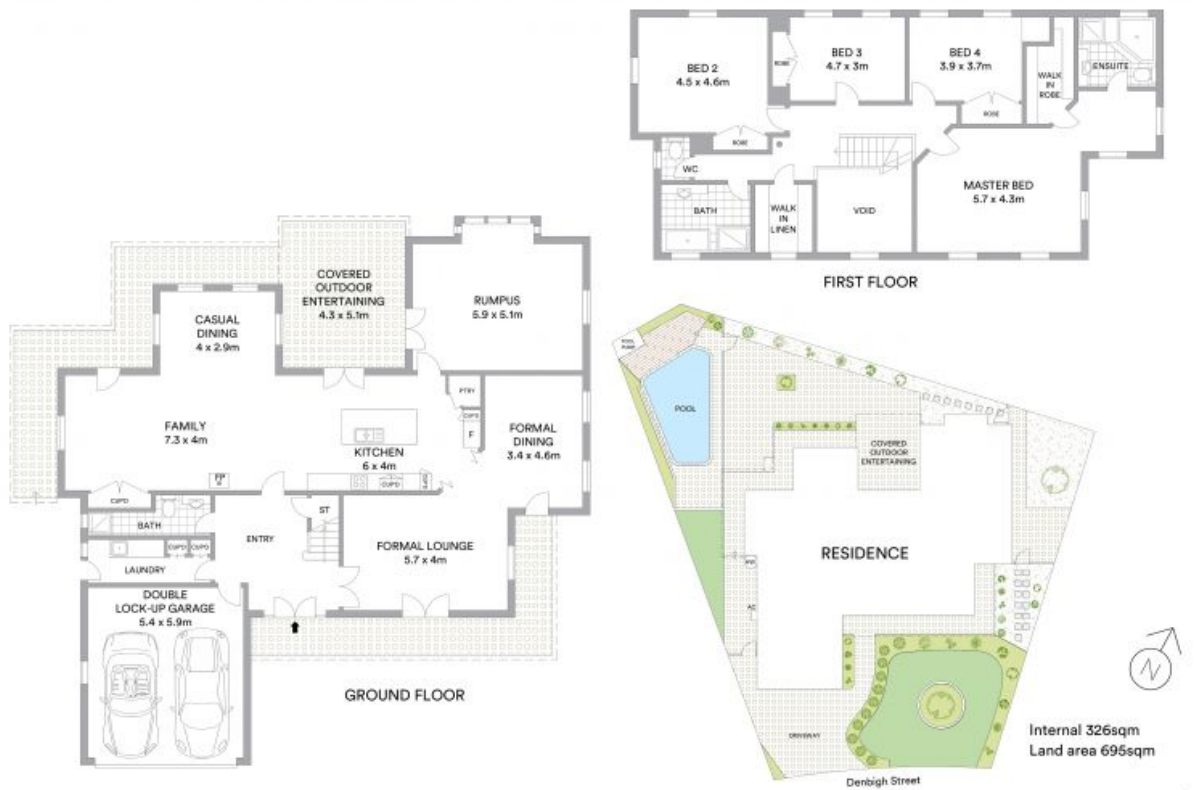 BED 2
4.5 x 4.6m
ROBE
BED 3
4.7 x 3m
BED 4
3.9 x 3.7m
ROBE
WALK
IN
ROBE
ENSUITE
ROBE
WC
BATH
WALK
IN
LINEN
VOID
MASTER BED
5.7 x 4.3m
FIRST FLOOR
COVERED
OUTDOOR
ENTERTAINING
4.3 x 5.1m
RUMPUS
5.9 x 5.1m
CASUAL
DINING
4 x 2.9m
PTRY
CUPD
F
FAMILY
7.3 x 4m
KITCHEN
6 x 4m
FORMAL
DINING
3.4 x 4.6m
FP
CUPD
CUPD
CUPD
BATH
ENTRY
ST
FORMAL LOUNGE
5.7 x 4m
CUPD
CUPD
LAUNDRY
DOUBLE
LOCK-UP GARAGE
5.4 x 5.9m
GROUND FLOOR
POOL
PUMP
POOL
COVERED
OUTDOOR
ENTERTAINING
RESIDENCE
HW
AC
DRIVEWAY
Denbigh Street
N
Internal 326sqm
Land area 695sqm